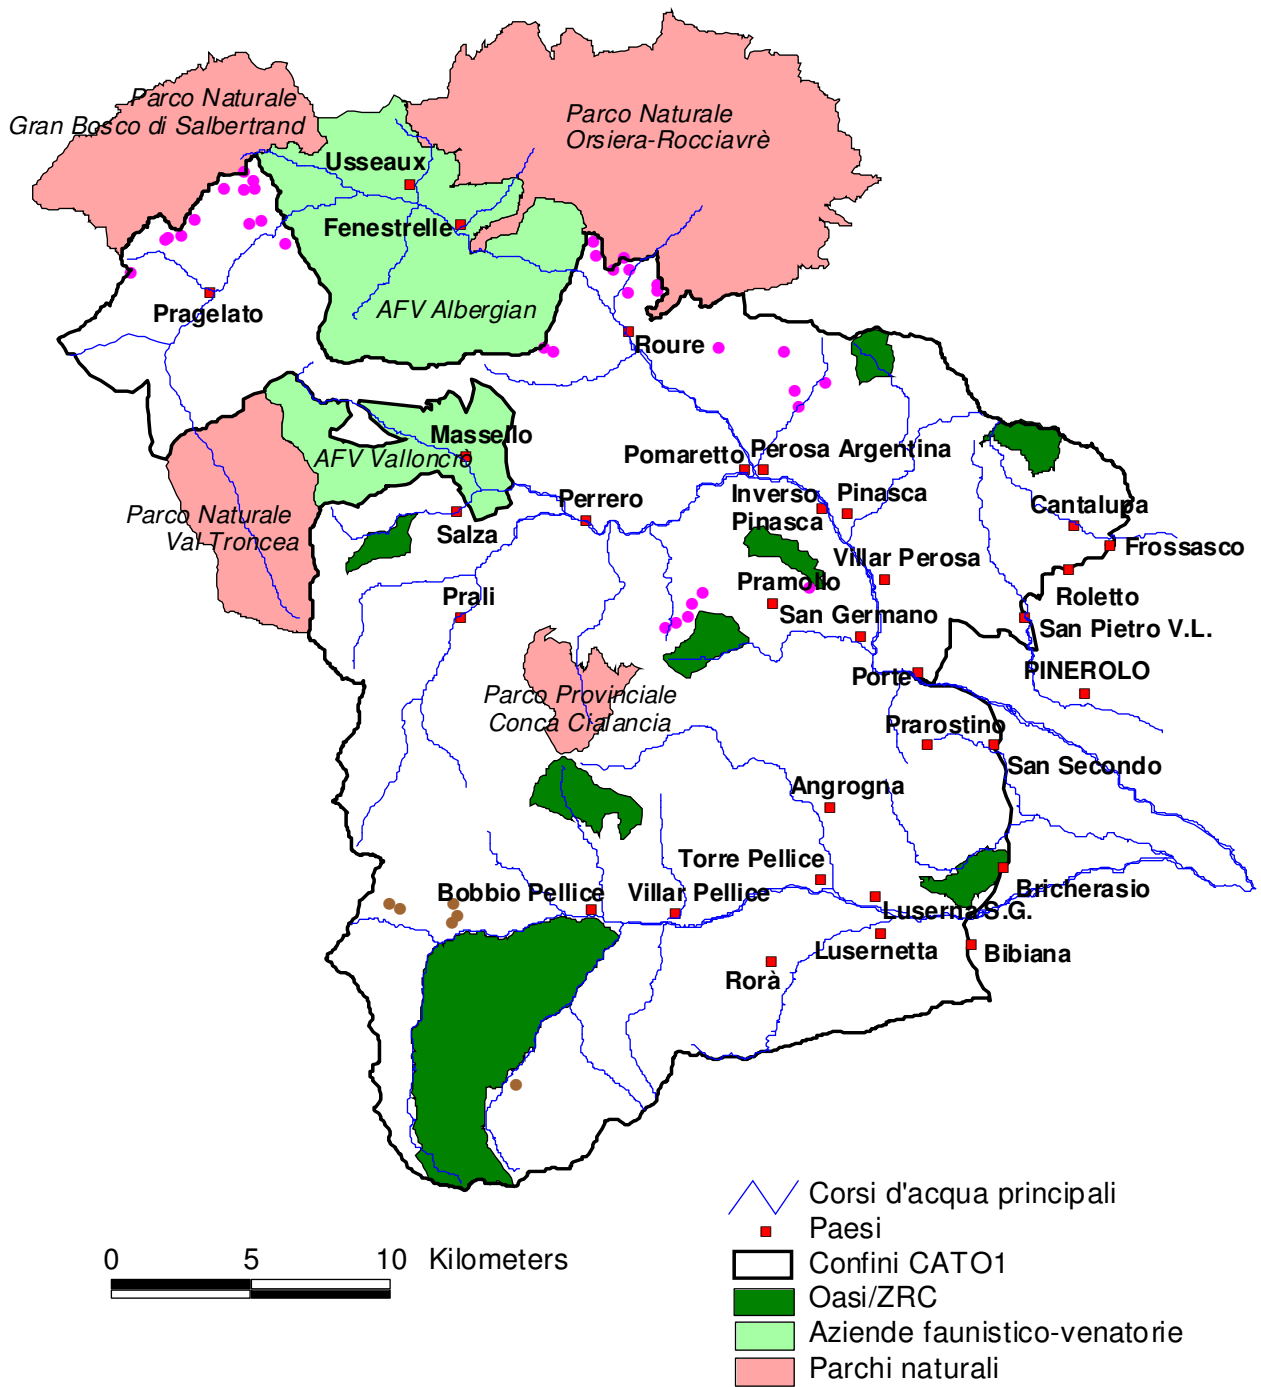 Parco Naturale
Gran Bosco di Salbertrand
Parco Naturale
Orsiera-Rocciavrè
Usseaux
Fenestrelle
AFV Albergian
Pragelato
Roure
Massello
AFV Valloncrò
Pomaretto
Perosa Argentina
Inverso
Pinasca
Pinasca
Perrero
Cantalupa
Parco Naturale
Val Troncea
Salza
Frossasco
Villar Perosa
Pramollo
Prali
Roletto
San Germano
San Pietro V.L.
Porte
PINEROLO
Parco Provinciale
Conca Cialancia
Prarostino
San Secondo
Angrogna
Torre Pellice
Bobbio Pellice
Villar Pellice
Bricherasio
Luserna S.G.
Lusernetta
Bibiana
Rorà
Corsi d'acqua principali
Paesi
0 5 10 Kilometers
Confini CATO1
Oasi/ZRC
Aziende faunistico-venatorie
Parchi naturali